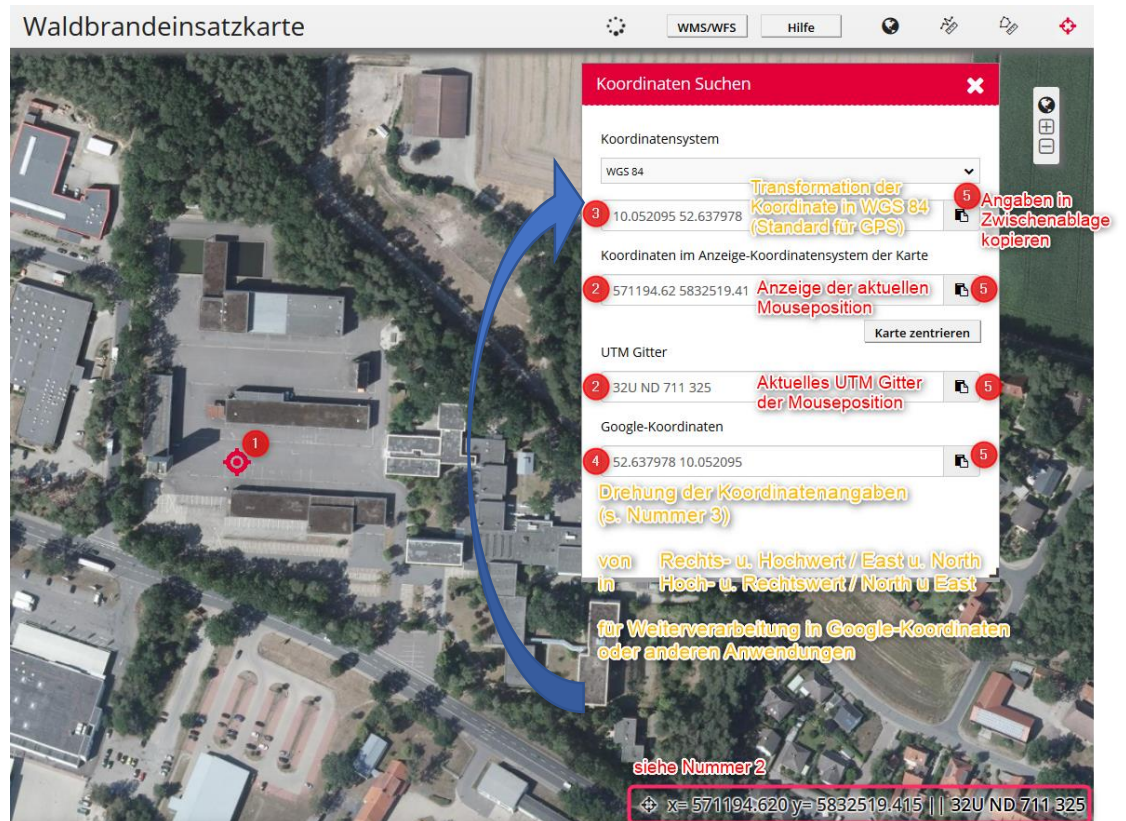 Waldbrandeinsatzkarte
WMS/WFS
Hilfe
Koordinaten Suchen
Koordinatensystem
WGS 84
Transformation der
Koordinate in WGS 84
(Standard für GPS)
3
10.052095 52.637978
5
Angaben in
Zwischenablage
kopieren
Koordinaten im Anzeige-Koordinatensystem der Karte
2
571194.62 5832519.41
Anzeige der aktuellen
Mouseposition
5
Karte zentrieren
UTM Gitter
2
32U ND 711 325
Aktuelles UTM Gitter
der Mouseposition
5
Google-Koordinaten
1
4
52.637978 10.052095
5
Drehung der Koordinatenangaben
(s. Nummer 3)
von Rechts- u. Hochwert / East u. North
in Hoch- u. Rechtswert / North u East
für Weiterverarbeitung in Google-Koordinaten
oder anderen Anwendungen
siehe Nummer 2
x= 571194.620 y= 5832519.415 || 32U ND 711 325